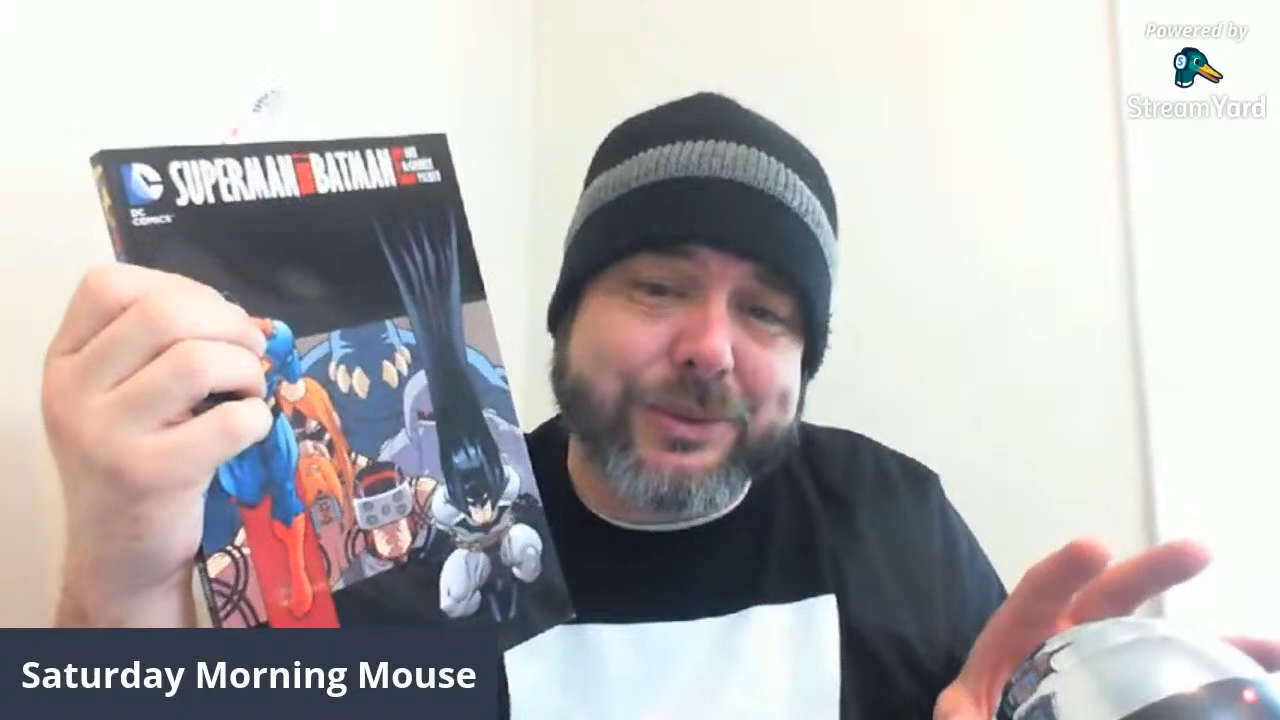 Powered by
StreamYard
SUPERMAN BATMAN
DC
COMICS
Saturday Morning Mouse